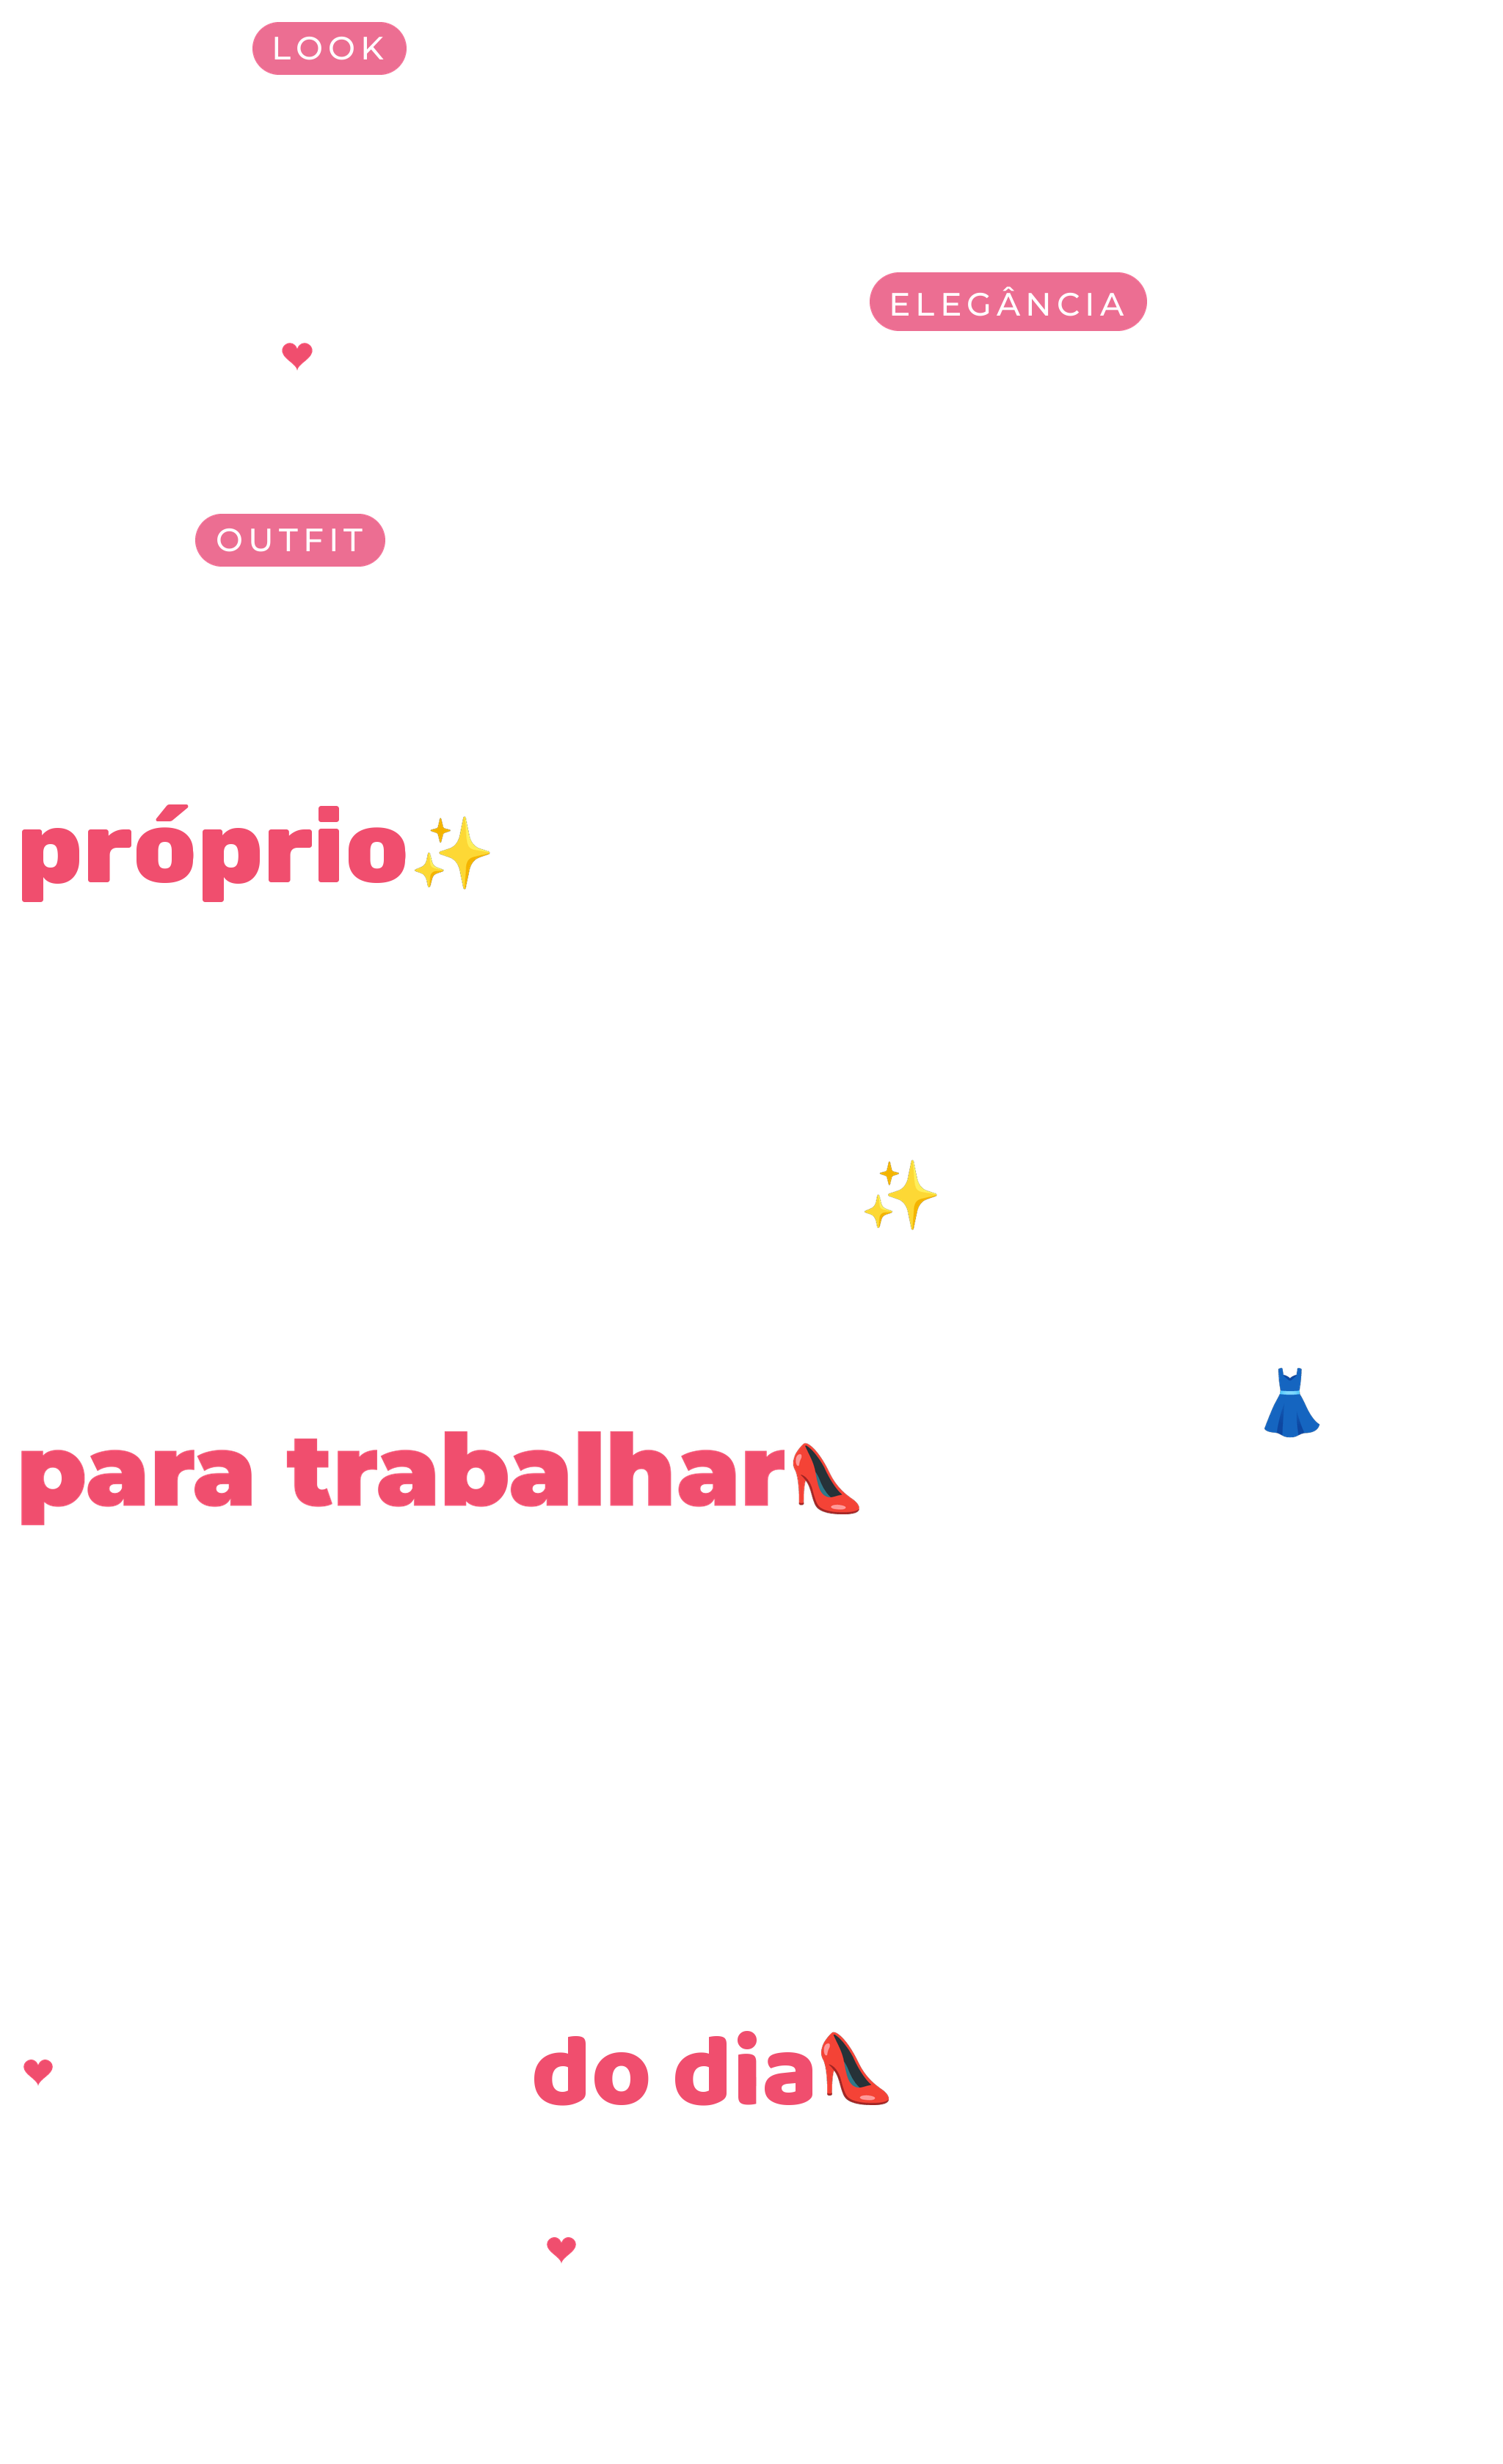 LOOK
ELEGÂNCIA
♥
OUTFIT
próprio✨
✨
👗
para trabalhar👠
do dia👠
♥
♥